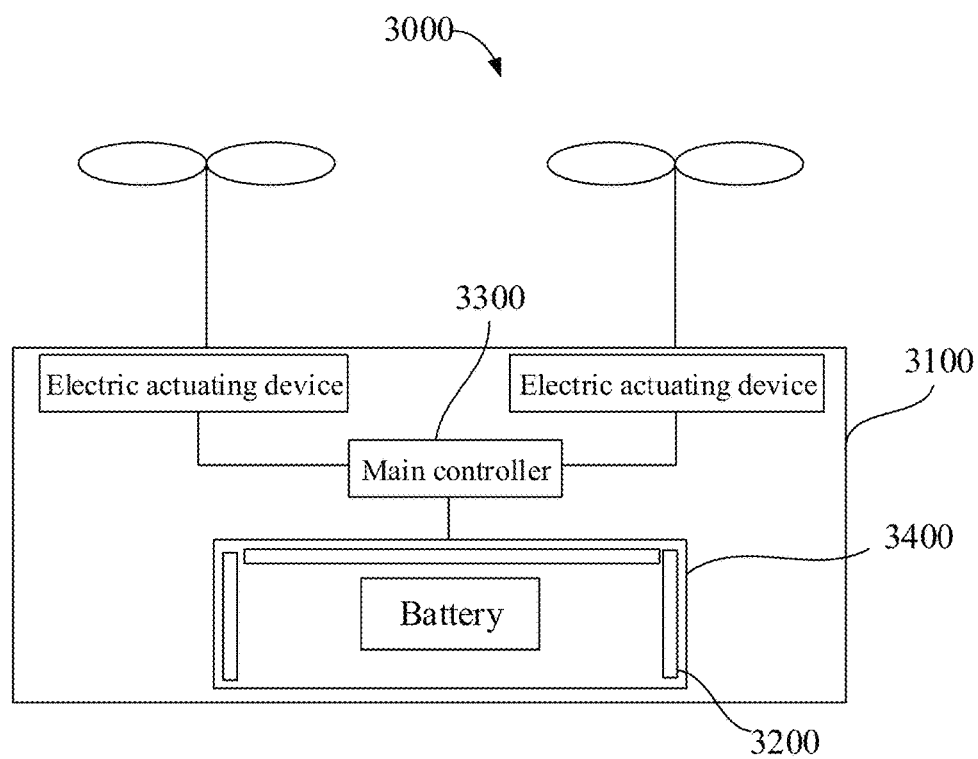 3000
3300
3100
Electric actuating device
Electric actuating device
Main controller
3400
Battery
3200